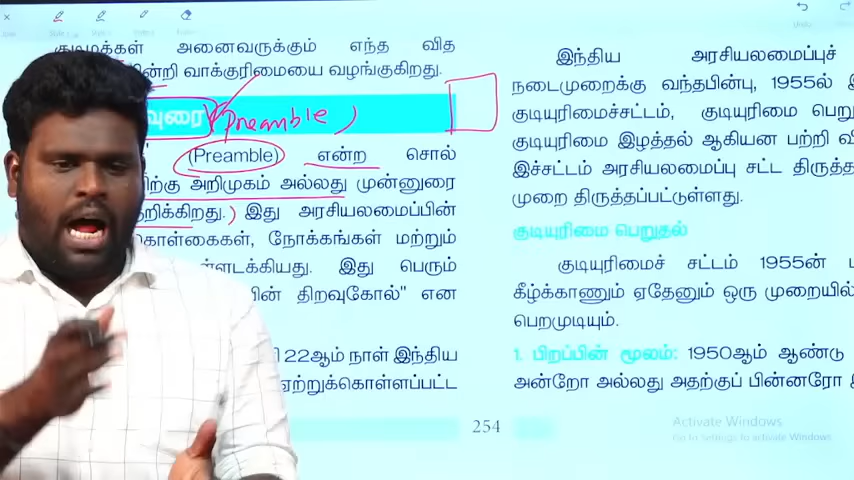 குடிமக்கள் அனைவருக்கும் எந்த வித
வாக்குரிமையை வழங்குகிறது.
Preamble
(Preamble) என்ற சொல்
அறிமுகம் அல்லது முன்னுரை
இது அரசியலமைப்பின்
நோக்கங்கள் மற்றும்
இது பெரும்
திறவுகோல்" என
22ஆம் நாள் இந்திய
ஏற்றுக்கொள்ளப்பட்ட
இந்திய அரசியலமைப்புச்
நடைமுறைக்கு வந்தபின்பு, 1955ல்
குடியுரிமைச்சட்டம், குடியுரிமை
குடியுரிமை இழத்தல் ஆகியன பற்றி
இச்சட்டம் அரசியலமைப்பு சட்ட
முறை திருத்தப்பட்டுள்ளது.
குடியுரிமை பெறுதல்
குடியுரிமைச் சட்டம் 1955ன்
கீழ்க்காணும் ஏதேனும் ஒரு முறையில்
பெறமுடியும்.
1. பிறப்பின் மூலம்: 1950ஆம் ஆண்டு
அன்றோ அல்லது அதற்குப் பின்னரோ
254
Activate Windows
Go to Settings to activate Windows.